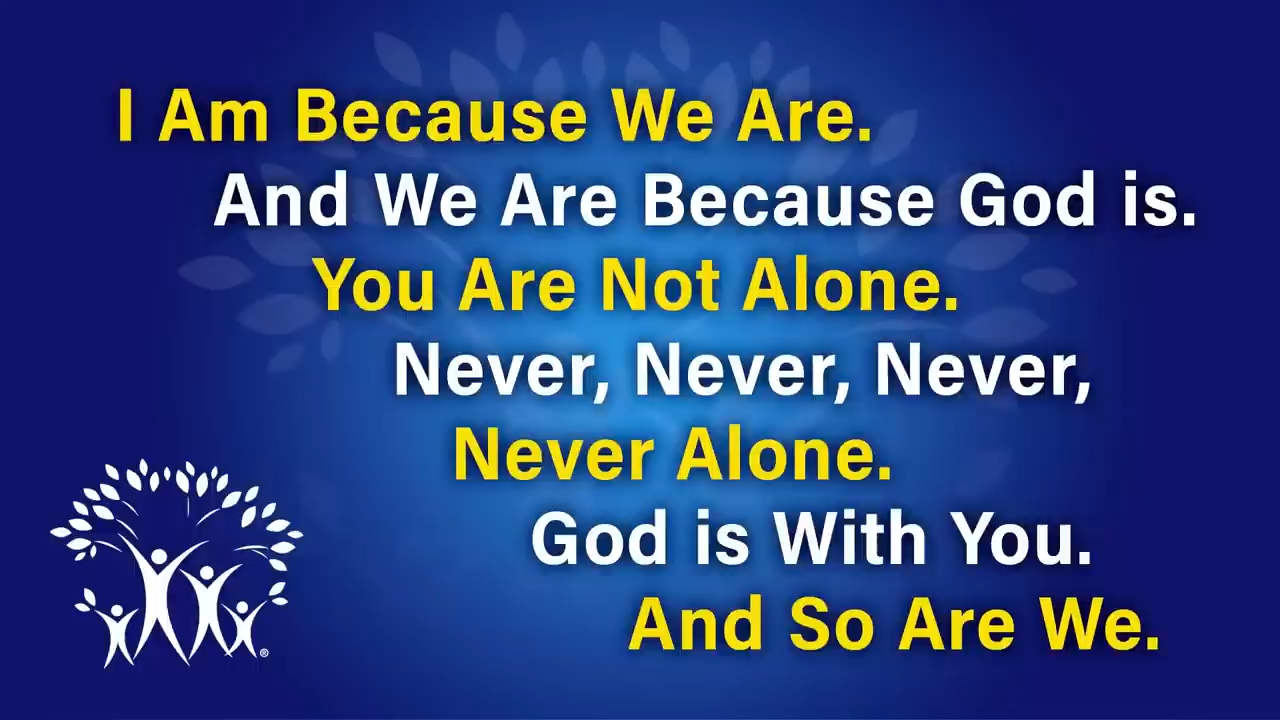 I Am Because We Are.
And We Are Because God is.
You Are Not Alone.
Never, Never, Never,
Never Alone.
God is With You.
And So Are We.
®